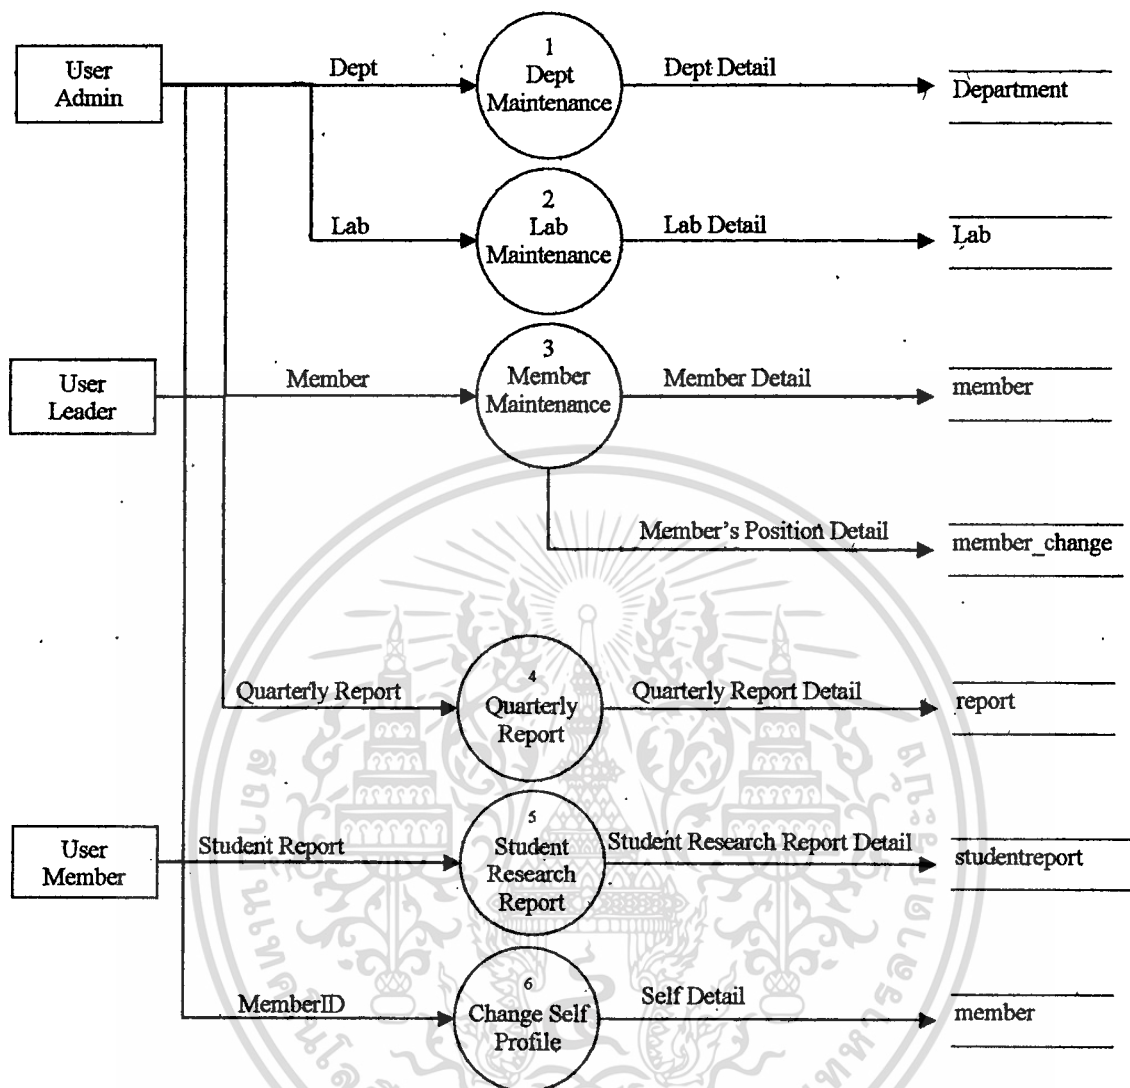 User
Admin
Dept
1
Dept
Maintenance
Dept Detail
Department
Lab
2
Lab
Maintenance
Lab Detail
Lab
User
Leader
Member
3
Member
Maintenance
Member Detail
member
Member's Position Detail
member_change
Quarterly Report
4
Quarterly
Report
Quarterly Report Detail
report
User
Member
Student Report
5
Student
Research
Report
Student Research Report Detail
studentreport
MemberID
6
Change Self
Profile
Self Detail
member